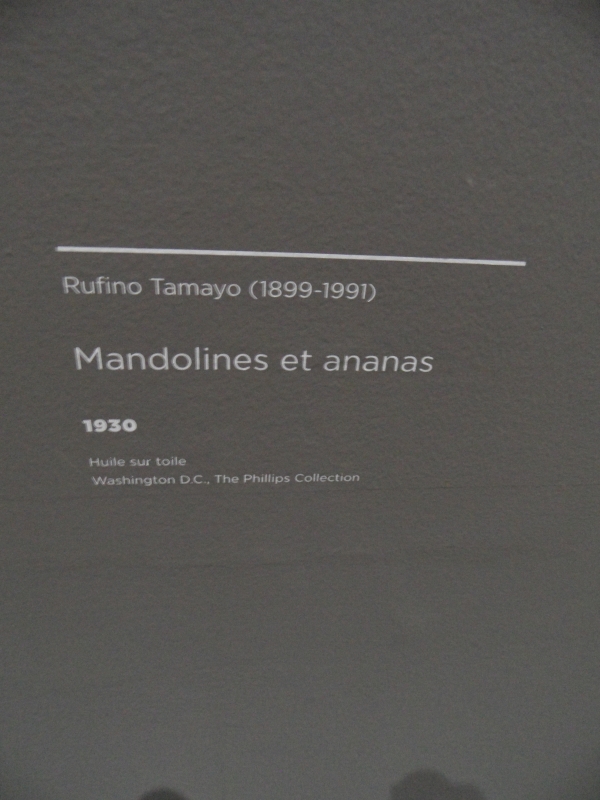 Rufino Tamayo (1899-1991)
Mandolines et ananas
1930
Huile sur toile
Washington D.C., The Phillips Collection